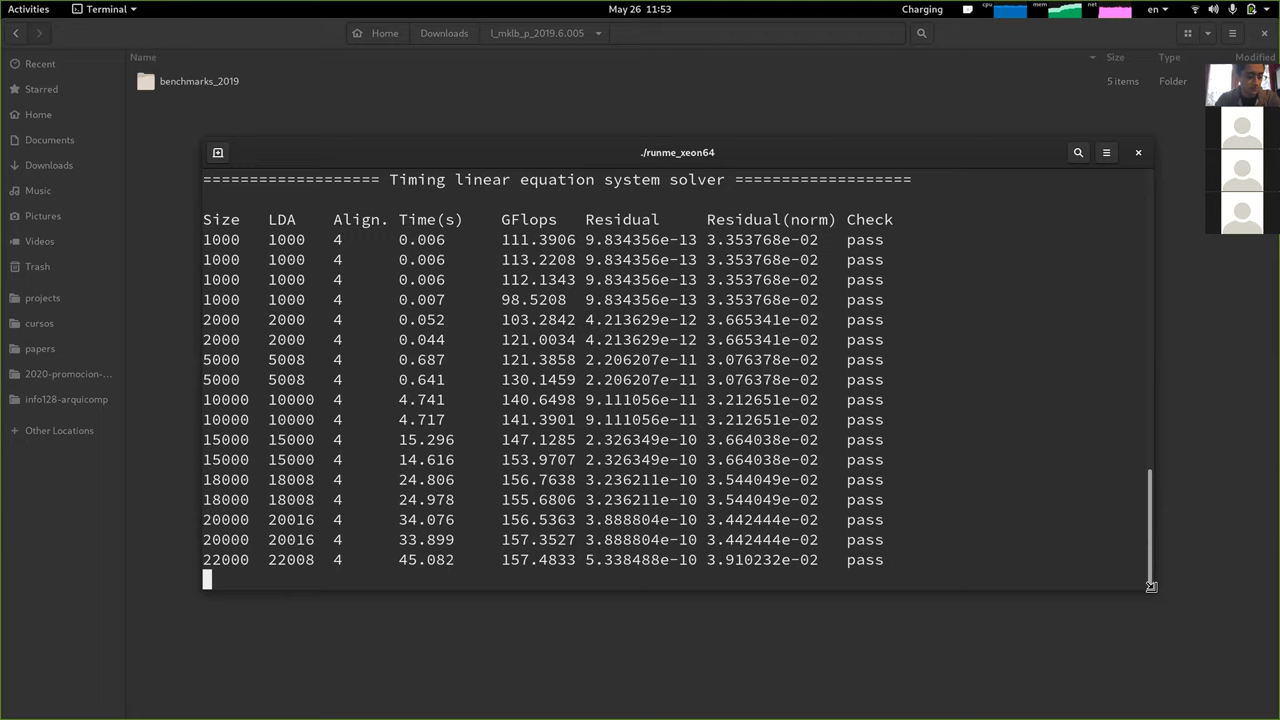 Activities Terminal May 26 11:53 Charging cpu mem net en
Home Downloads l_mklb_p_2019.6.005
Name Size Type Modified
benchmarks_2019 5 items Folder
Recent
Starred
Home
Documents
Downloads
Music
Pictures
Videos
Trash
projects
cursos
papers
2020-promocion-...
info128-arquicomp
Other Locations
./runme_xeon64
=================== Timing linear equation system solver ===================
Size LDA Align. Time(s) GFlops Residual Residual(norm) Check
1000 1000 4 0.006 111.3906 9.834356e-13 3.353768e-02 pass
1000 1000 4 0.006 113.2208 9.834356e-13 3.353768e-02 pass
1000 1000 4 0.006 112.1343 9.834356e-13 3.353768e-02 pass
1000 1000 4 0.007 98.5208 9.834356e-13 3.353768e-02 pass
2000 2000 4 0.052 103.2842 4.213629e-12 3.665341e-02 pass
2000 2000 4 0.044 121.0034 4.213629e-12 3.665341e-02 pass
5000 5008 4 0.687 121.3858 2.206207e-11 3.076378e-02 pass
5000 5008 4 0.641 130.1459 2.206207e-11 3.076378e-02 pass
10000 10000 4 4.741 140.6498 9.111056e-11 3.212651e-02 pass
10000 10000 4 4.717 141.3901 9.111056e-11 3.212651e-02 pass
15000 15000 4 15.296 147.1285 2.326349e-10 3.664038e-02 pass
15000 15000 4 14.616 153.9707 2.326349e-10 3.664038e-02 pass
18000 18008 4 24.806 156.7638 3.236211e-10 3.544049e-02 pass
18000 18008 4 24.978 155.6806 3.236211e-10 3.544049e-02 pass
20000 20016 4 34.076 156.5363 3.888804e-10 3.442444e-02 pass
20000 20016 4 33.899 157.3527 3.888804e-10 3.442444e-02 pass
22000 22008 4 45.082 157.4833 5.338488e-10 3.910232e-02 pass